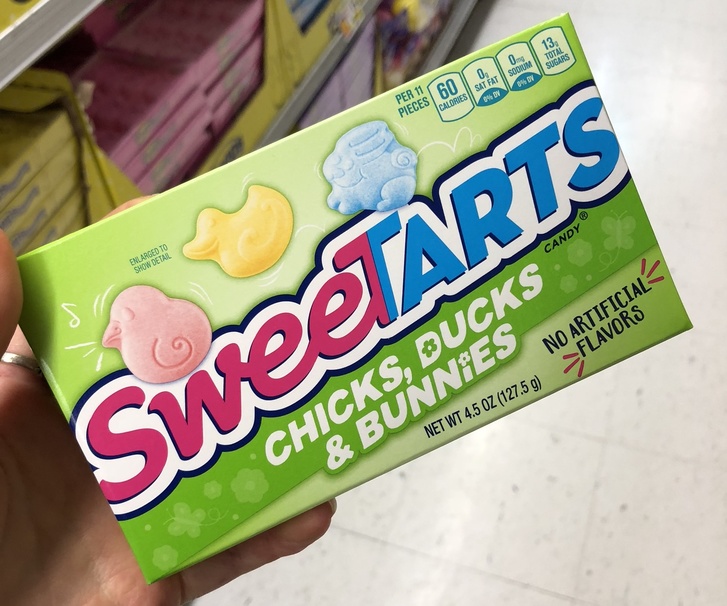 PER 11
PIECES
60
CALORIES
0g
SAT FAT
0% DV
0mg
SODIUM
0% DV
13g
TOTAL
SUGARS
ENLARGED TO
SHOW DETAIL
SweeTARTS
CANDY®
CHICKS, DUCKS
& BUNNiES
NET WT 4.5 OZ (127.5 g)
NO ARTIFICIAL
FLAVORS